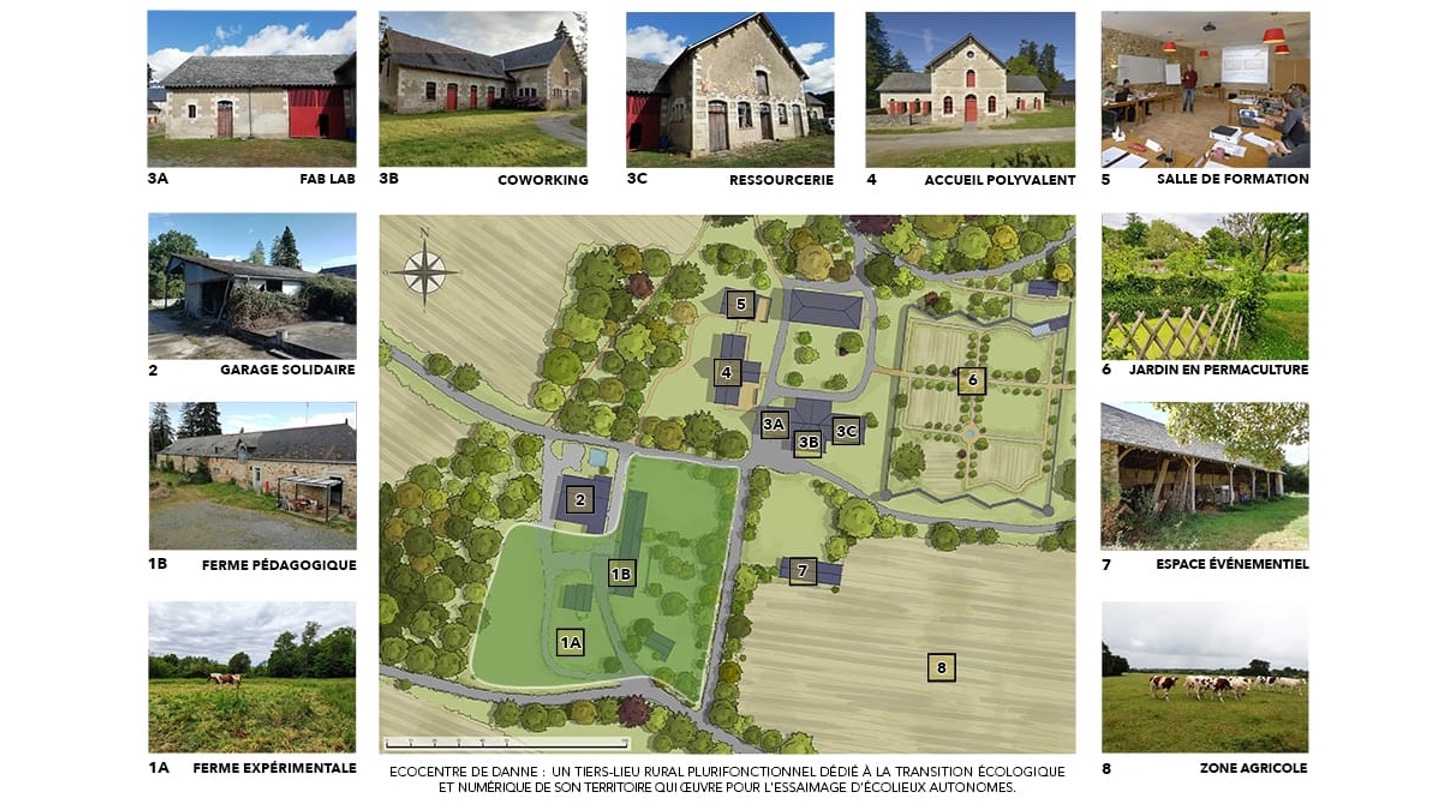 3A FAB LAB
3B COWORKING
3C RESSOURCERIE
4 ACCUEIL POLYVALENT
5 SALLE DE FORMATION
2 GARAGE SOLIDAIRE
6 JARDIN EN PERMACULTURE
1B FERME PÉDAGOGIQUE
7 ESPACE ÉVÉNEMENTIEL
1A FERME EXPÉRIMENTALE
8 ZONE AGRICOLE
N
5
4
6
3A
3B
3C
2
1B
7
1A
8
ECOCENTRE DE DANNE : UN TIERS-LIEU RURAL PLURIFONCTIONNEL DÉDIÉ À LA TRANSITION ÉCOLOGIQUE
ET NUMÉRIQUE DE SON TERRITOIRE QUI ŒUVRE POUR L'ESSAIMAGE D'ÉCOLIEUX AUTONOMES.